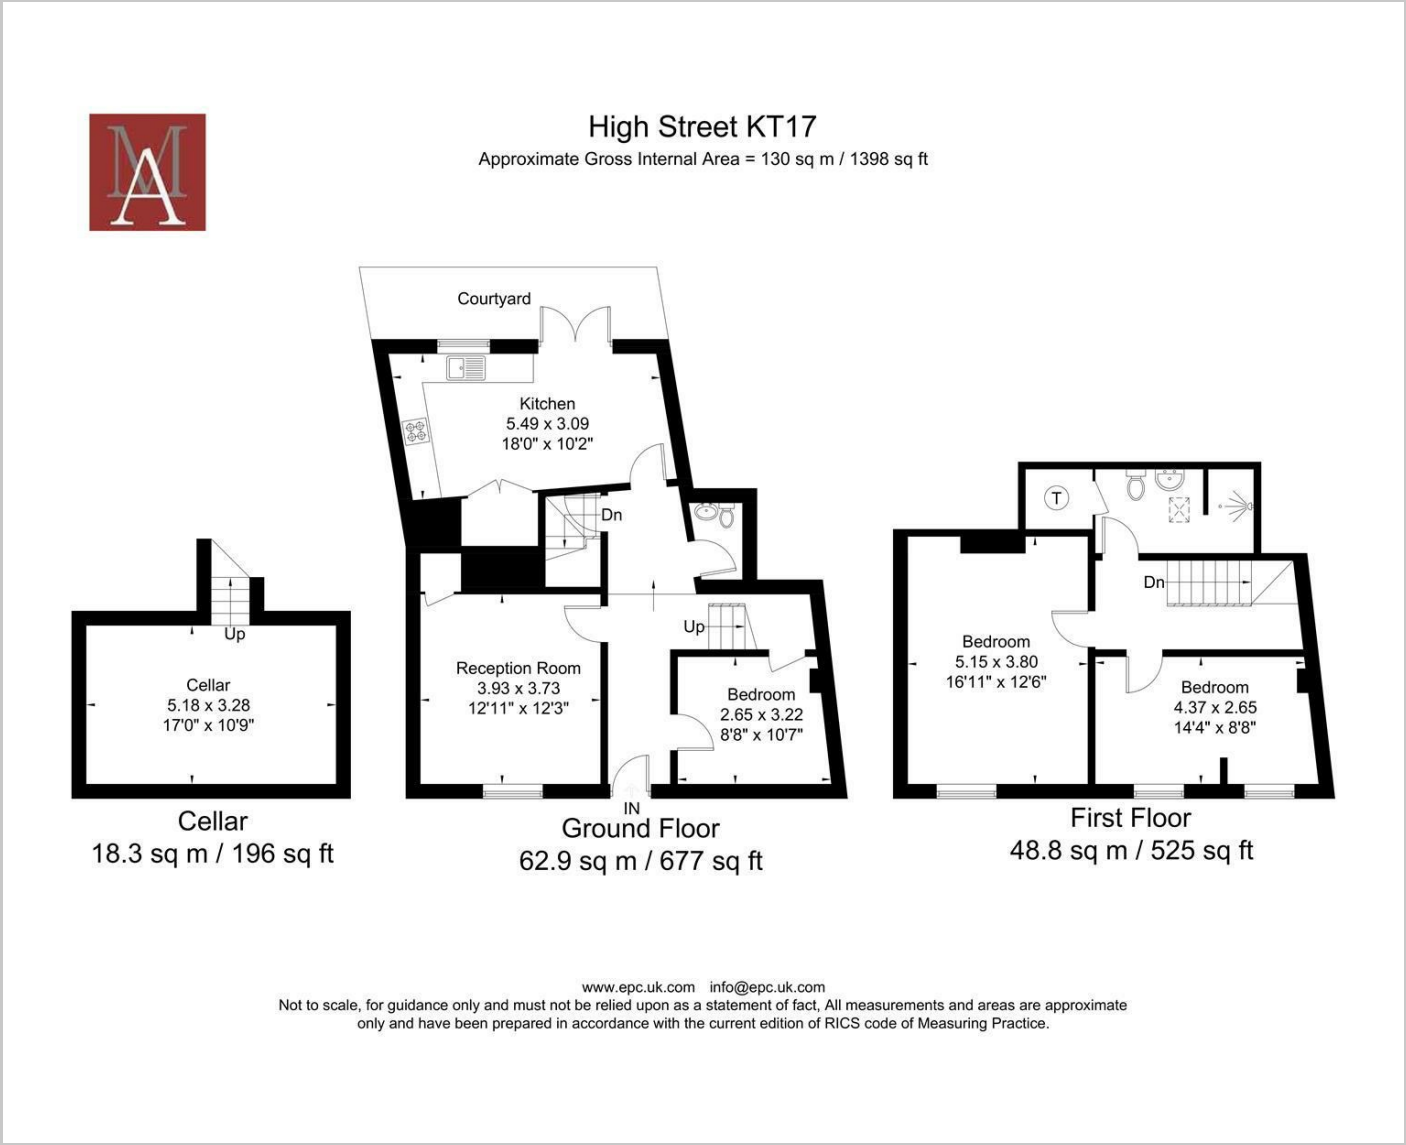 MA
High Street KT17
Approximate Gross Internal Area = 130 sq m / 1398 sq ft
Courtyard
Kitchen
5.49 x 3.09
18'0" x 10'2"
Dn
Up
Reception Room
3.93 x 3.73
12'11" x 12'3"
Bedroom
2.65 x 3.22
8'8" x 10'7"
IN
Ground Floor
62.9 sq m / 677 sq ft
Up
Cellar
5.18 x 3.28
17'0" x 10'9"
Cellar
18.3 sq m / 196 sq ft
T
Dn
Bedroom
5.15 x 3.80
16'11" x 12'6"
Bedroom
4.37 x 2.65
14'4" x 8'8"
First Floor
48.8 sq m / 525 sq ft
www.epc.uk.com info@epc.uk.com
Not to scale, for guidance only and must not be relied upon as a statement of fact, All measurements and areas are approximate
only and have been prepared in accordance with the current edition of RICS code of Measuring Practice.